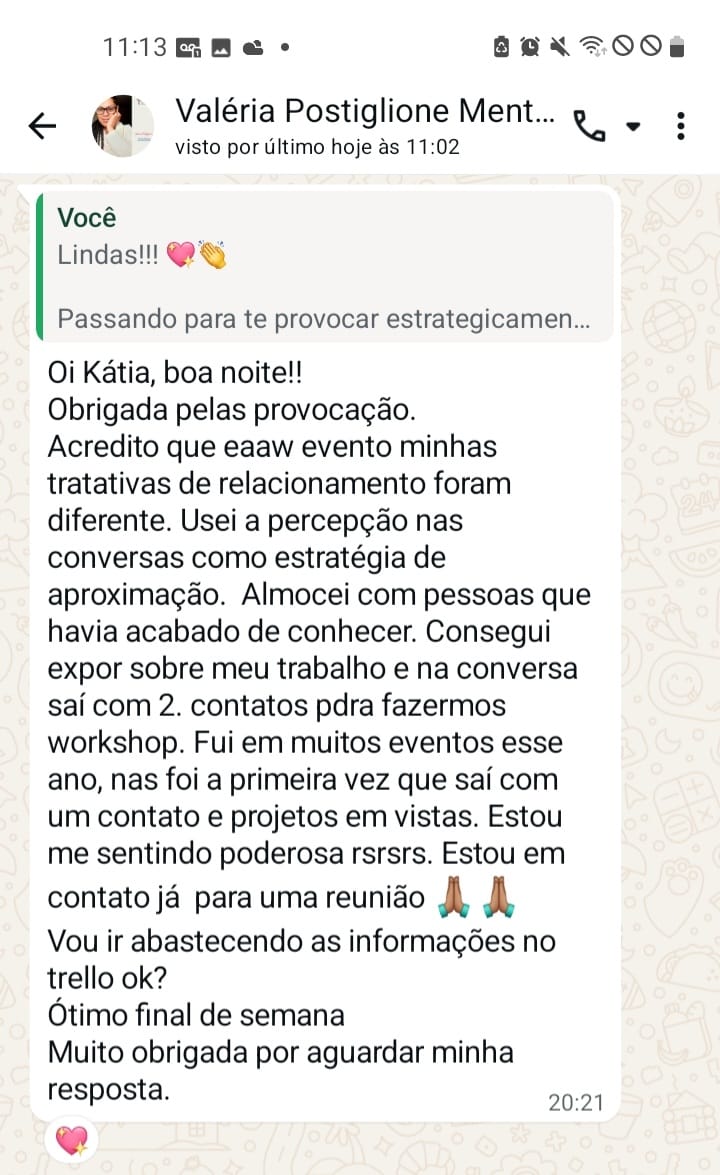 11:13
Valéria Postiglione Ment...
visto por último hoje às 11:02
Você
Lindas!!! 💖👏
Passando para te provocar estrategicamen...
Oi Kátia, boa noite!!
Obrigada pelas provocação.
Acredito que eaaw evento minhas
tratativas de relacionamento foram
diferente. Usei a percepção nas
conversas como estratégia de
aproximação.  Almocei com pessoas que
havia acabado de conhecer. Consegui
expor sobre meu trabalho e na conversa
saí com 2. contatos pdra fazermos
workshop. Fui em muitos eventos esse
ano, nas foi a primeira vez que saí com
um contato e projetos em vistas. Estou
me sentindo poderosa rsrsrs. Estou em
contato já  para uma reunião 🙏🏽 🙏🏽
Vou ir abastecendo as informações no
trello ok?
Ótimo final de semana
Muito obrigada por aguardar minha
resposta.
20:21
💖